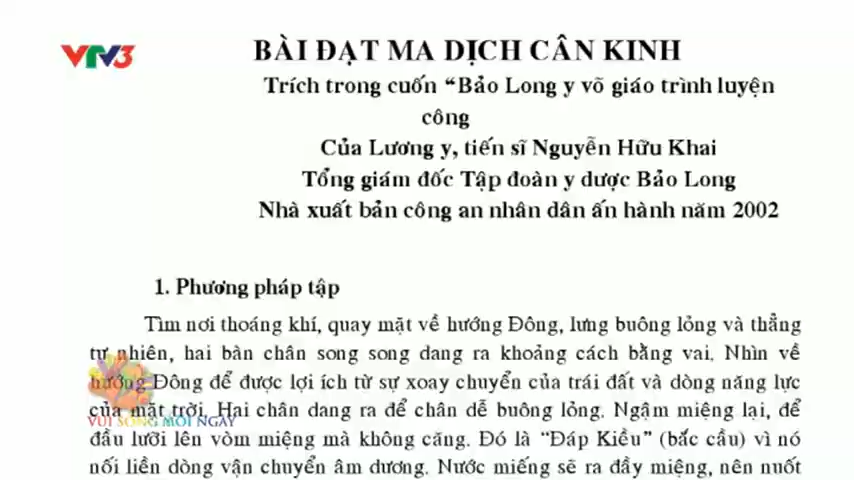 VTV3
BÀI ĐẠT MA DỊCH CÂN KINH
Trích trong cuốn “Bảo Long y võ giáo trình luyện
công
Của Lương y, tiến sĩ Nguyễn Hữu Khai
Tổng giám đốc Tập đoàn y dược Bảo Long
Nhà xuất bản công an nhân dân ấn hành năm 2002
1. Phương pháp tập
Tìm nơi thoáng khí, quay mặt về hướng Đông, lưng buông lỏng và thẳng
tự nhiên, hai bàn chân song song dang ra khoảng cách bằng vai. Nhìn về
hướng Đông để được lợi ích từ sự xoay chuyển của trái đất và dòng năng lực
của mặt trời. Hai chân dang ra để chân dễ buông lỏng. Ngậm miệng lại, để
VUI SỐNG MỖI NGÀY
đầu lưỡi lên vòm miệng mà không căng. Đó là “Đáp Kiều” (bắc cầu) vì nó
nối liền dòng vận chuyển âm dương. Nước miếng sẽ ra đầy miệng, nên nuốt